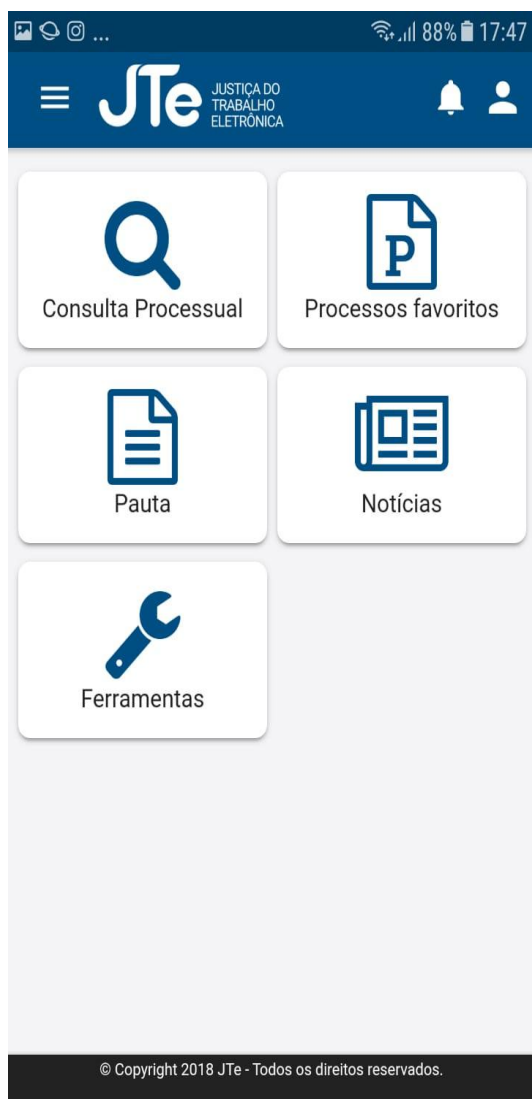 ... 88% 17:47
JTe JUSTIÇA DO
TRABALHO
ELETRÔNICA
Consulta Processual
P
Processos favoritos
Pauta
Notícias
Ferramentas
© Copyright 2018 JTe - Todos os direitos reservados.